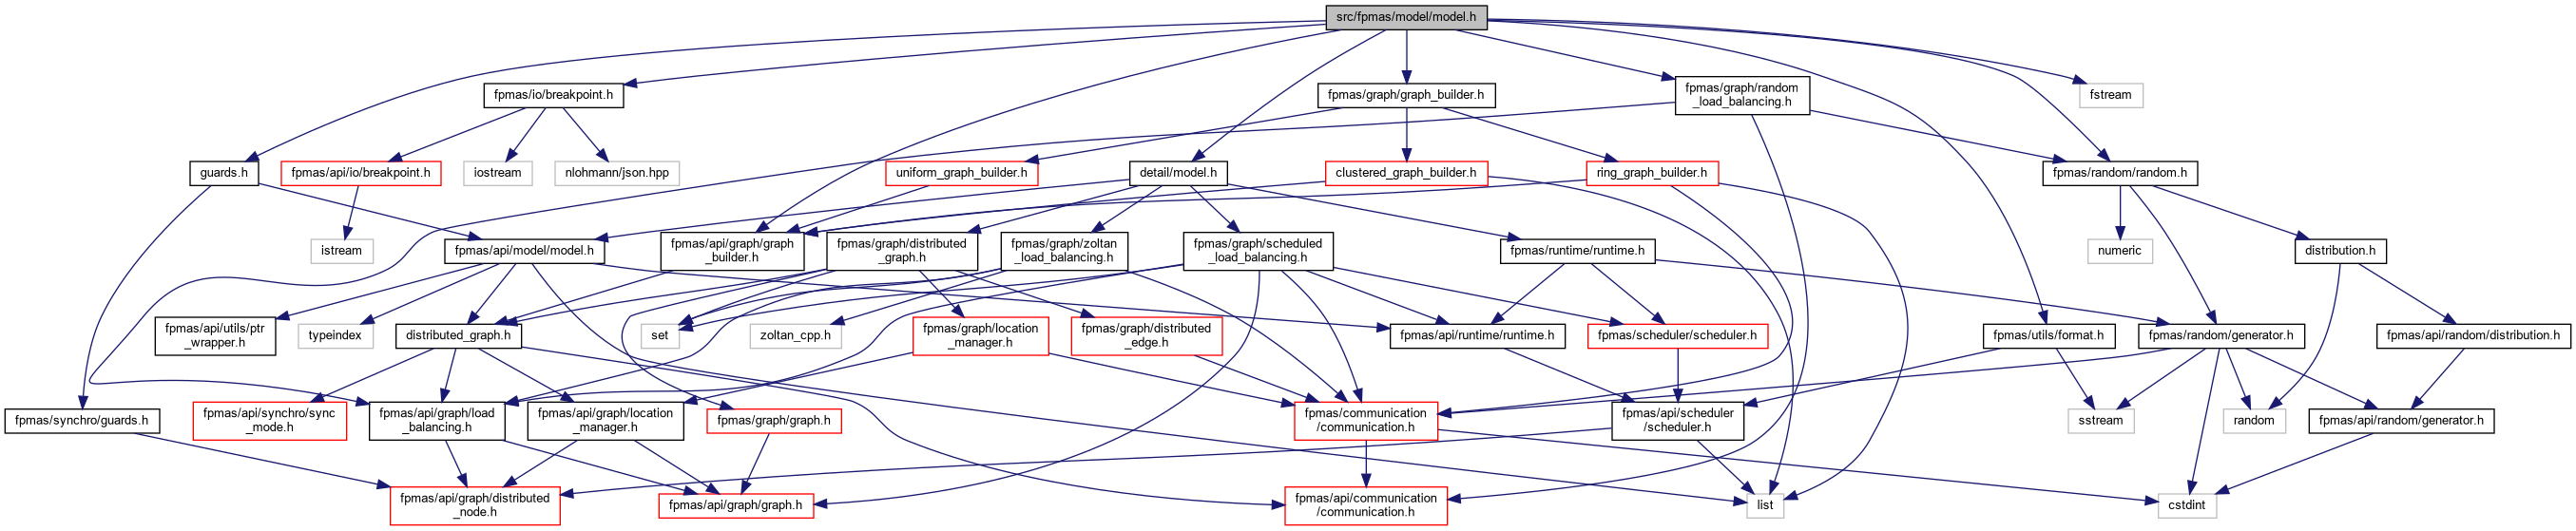 src/fpmas/model/model.h
fpmas/io/breakpoint.h
fpmas/graph/graph_builder.h
fpmas/graph/random
_load_balancing.h
fstream
guards.h
fpmas/api/io/breakpoint.h
iostream
nlohmann/json.hpp
uniform_graph_builder.h
detail/model.h
clustered_graph_builder.h
ring_graph_builder.h
fpmas/random/random.h
istream
fpmas/api/model/model.h
fpmas/api/graph/graph
_builder.h
fpmas/graph/distributed
_graph.h
fpmas/graph/zoltan
_load_balancing.h
fpmas/graph/scheduled
_load_balancing.h
fpmas/runtime/runtime.h
numeric
distribution.h
fpmas/api/utils/ptr
_wrapper.h
typeindex
distributed_graph.h
set
zoltan_cpp.h
fpmas/graph/location
_manager.h
fpmas/graph/distributed
_edge.h
fpmas/api/runtime/runtime.h
fpmas/scheduler/scheduler.h
fpmas/utils/format.h
fpmas/random/generator.h
fpmas/api/random/distribution.h
fpmas/synchro/guards.h
fpmas/api/synchro/sync
_mode.h
fpmas/api/graph/load
_balancing.h
fpmas/api/graph/location
_manager.h
fpmas/graph/graph.h
fpmas/communication
/communication.h
fpmas/api/scheduler
/scheduler.h
sstream
random
fpmas/api/random/generator.h
fpmas/api/graph/distributed
_node.h
fpmas/api/graph/graph.h
fpmas/api/communication
/communication.h
list
cstdint